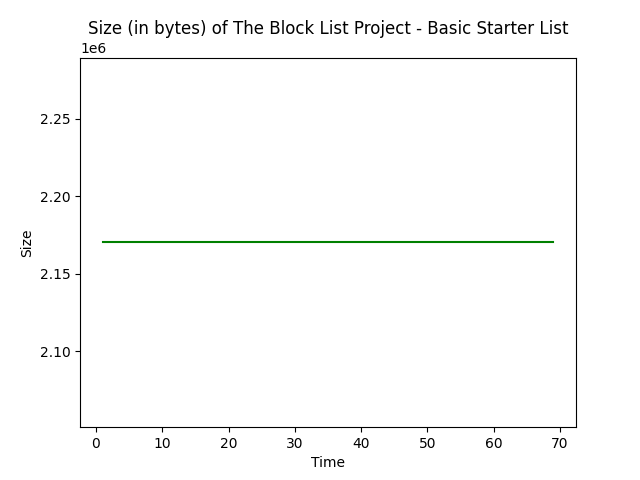 Size (in bytes) of The Block List Project - Basic Starter List
1e6
2.25
2.20
2.15
2.10
Size
0 10 20 30 40 50 60 70
Time